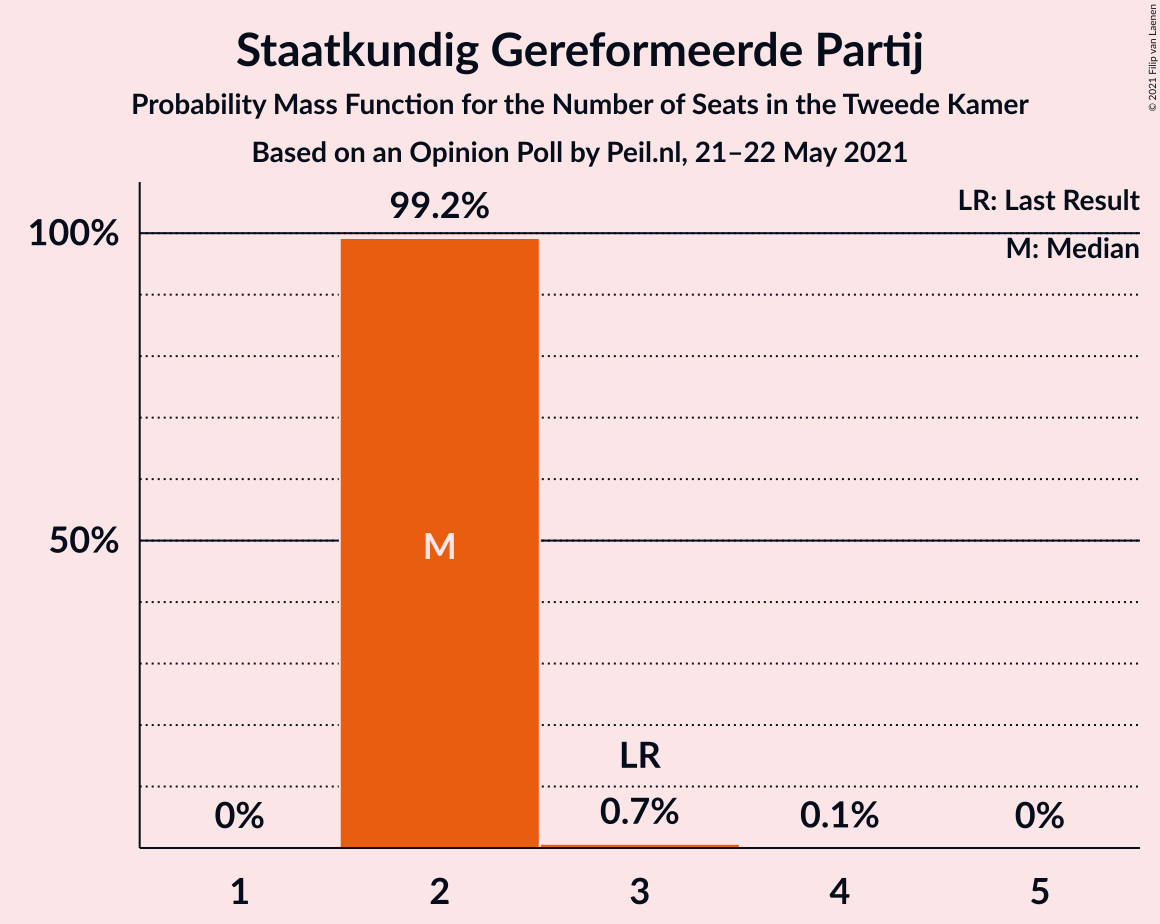 Staatkundig Gereformeerde Partij
Probability Mass Function for the Number of Seats in the Tweede Kamer
Based on an Opinion Poll by Peil.nl, 21–22 May 2021
© 2021 Filip van Laenen
LR: Last Result
M: Median
99.2%
100%
50%
M
LR
0%
0.7%
0.1%
0%
1 2 3 4 5